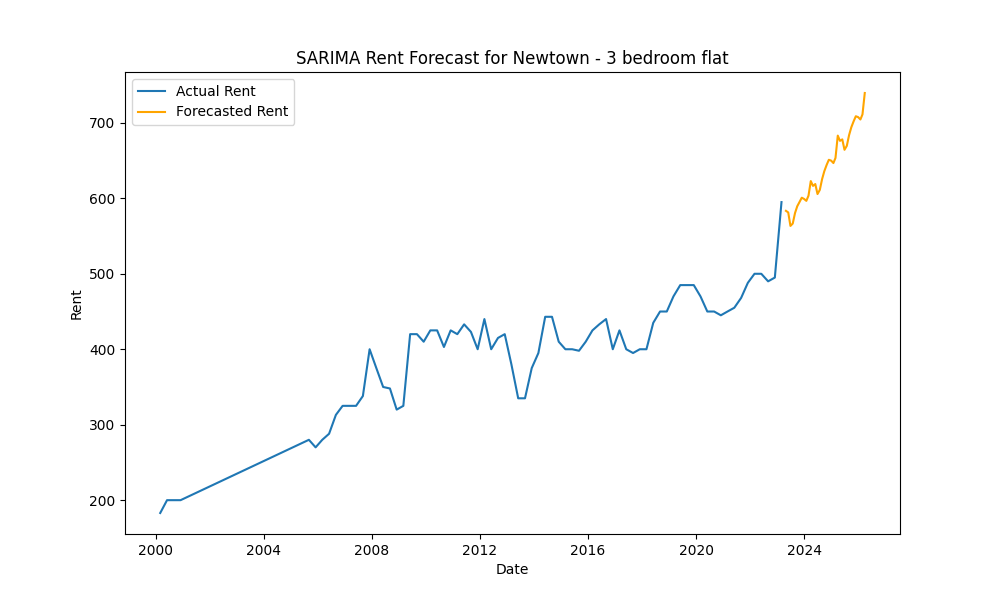 SARIMA Rent Forecast for Newtown - 3 bedroom flat
Actual Rent
Forecasted Rent
700
600
500
400
300
200
Rent
2000 2004 2008 2012 2016 2020 2024
Date